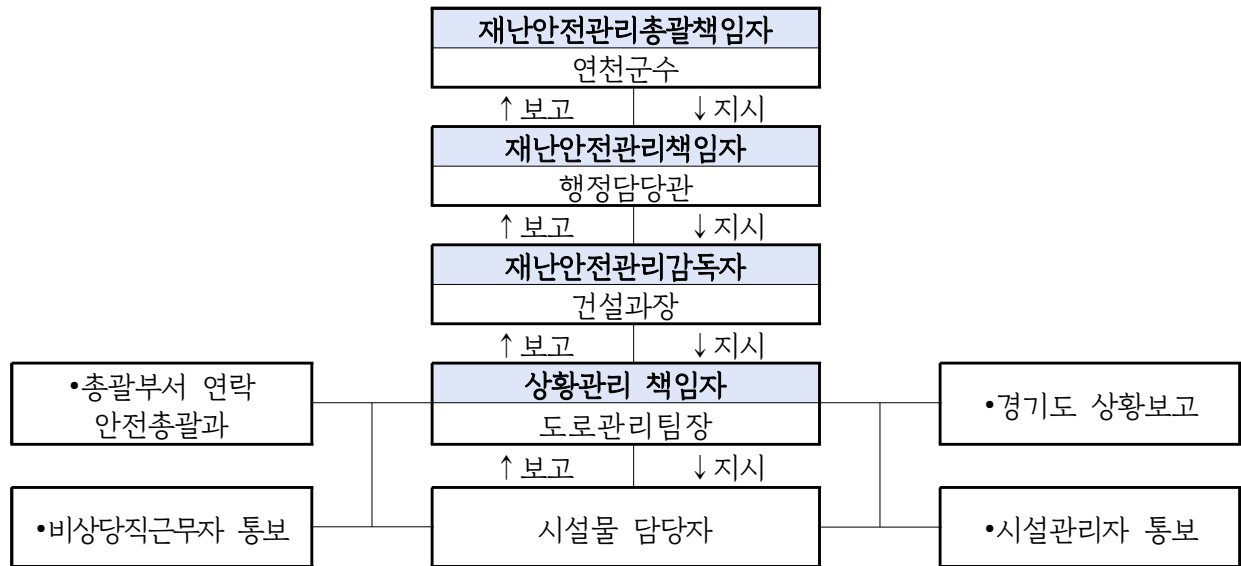 재난안전관리총괄책임자
연천군수
↑보고 ↓지시
재난안전관리책임자
행정담당관
↑보고 ↓지시
재난안전관리감독자
건설과장
↑보고 ↓지시
•총괄부서 연락
안전총괄과
상황관리 책임자
도로관리팀장
•경기도 상황보고
↑보고 ↓지시
•비상당직근무자 통보
시설물 담당자
•시설관리자 통보